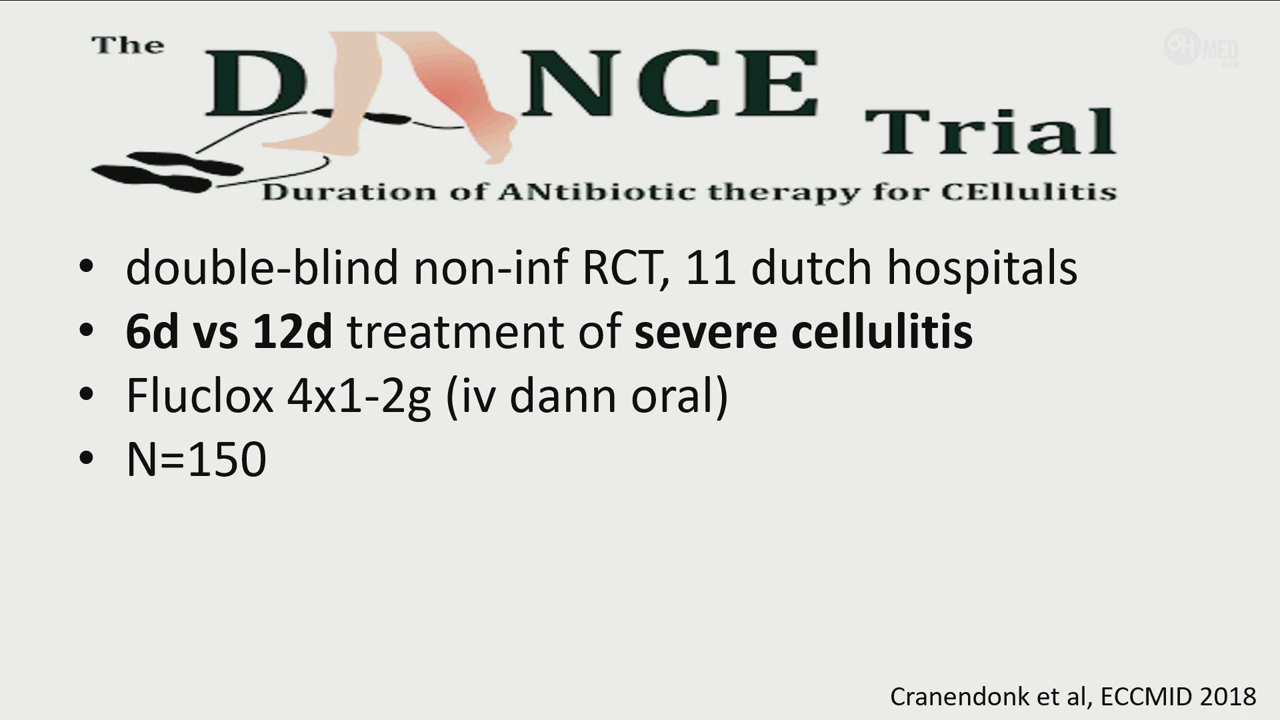 The
DANCE
Trial
Duration of ANtibiotic therapy for CEllulitis
• double-blind non-inf RCT, 11 dutch hospitals
• 6d vs 12d treatment of severe cellulitis
• Fluclox 4x1-2g (iv dann oral)
• N=150
Cranendonk et al, ECCMID 2018